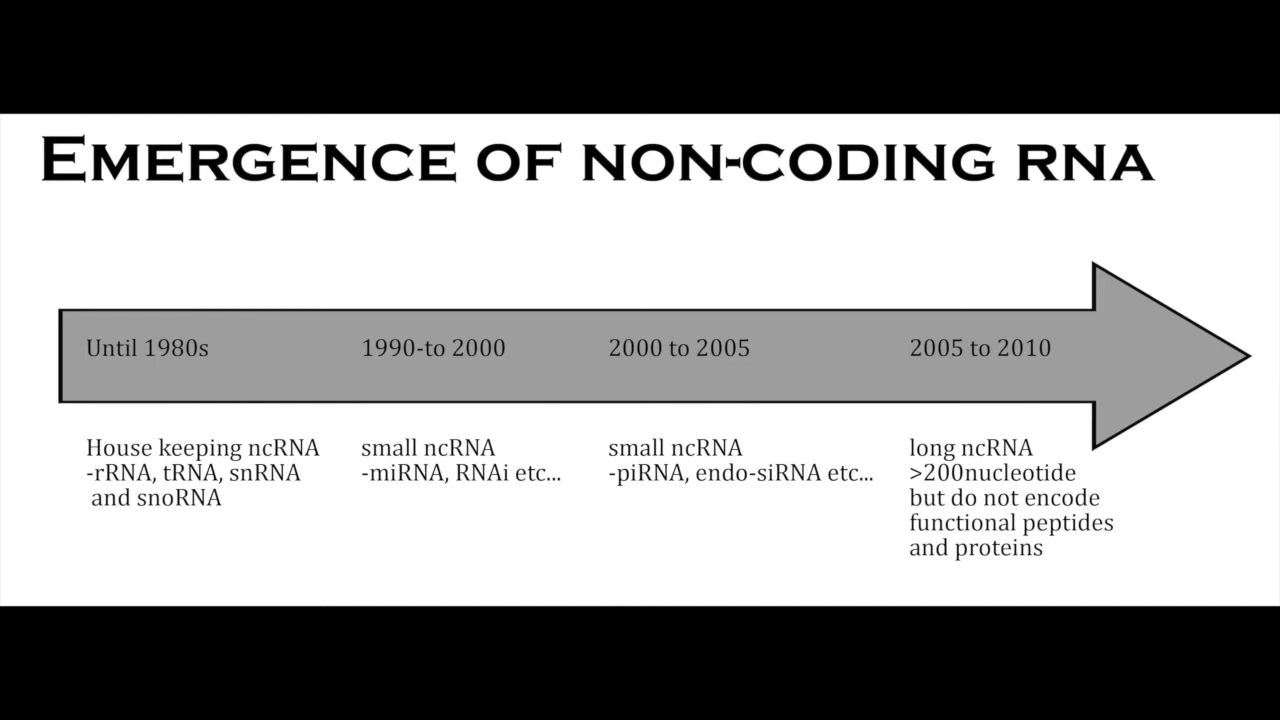 EMERGENCE OF NON-CODING RNA
Until 1980s
1990-to 2000
2000 to 2005
2005 to 2010
House keeping ncRNA
-rRNA, tRNA, snRNA
and snoRNA
small ncRNA
-miRNA, RNAi etc...
small ncRNA
-piRNA, endo-siRNA etc...
long ncRNA
>200nucleotide
but do not encode
functional peptides
and proteins